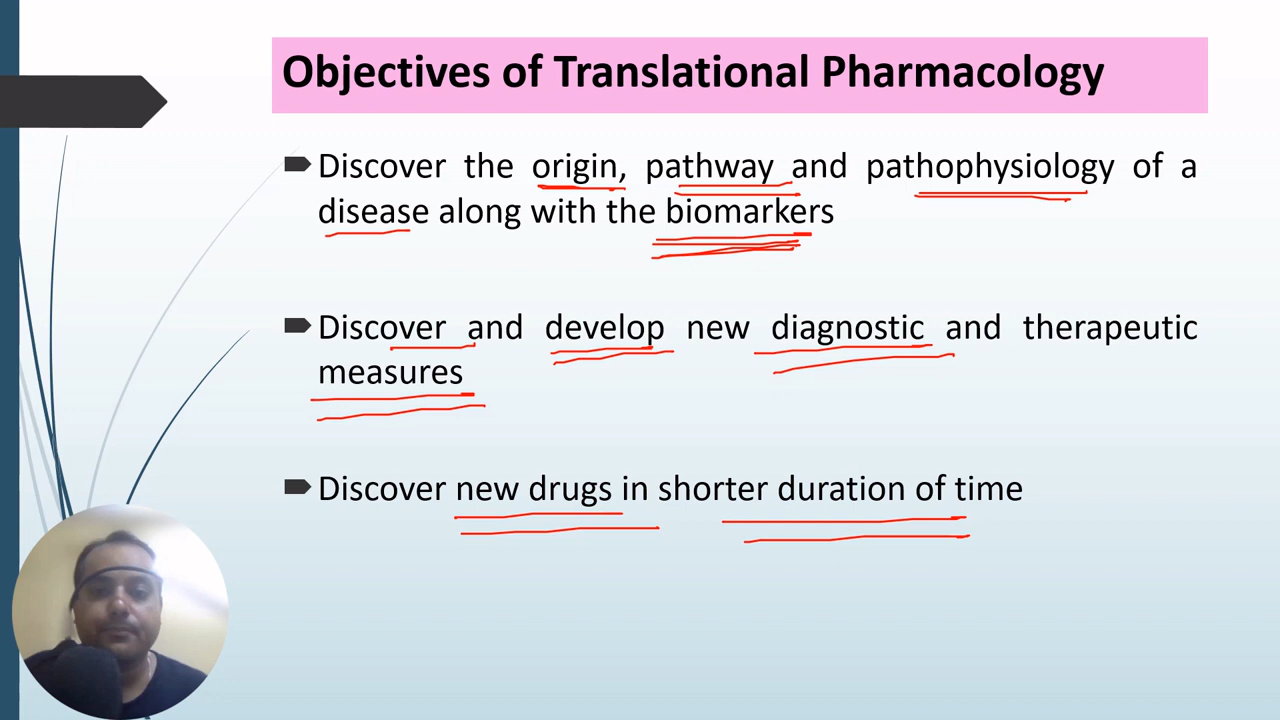 Objectives of Translational Pharmacology
Discover the origin, pathway and pathophysiology of a
disease along with the biomarkers
Discover and develop new diagnostic and therapeutic
measures
Discover new drugs in shorter duration of time